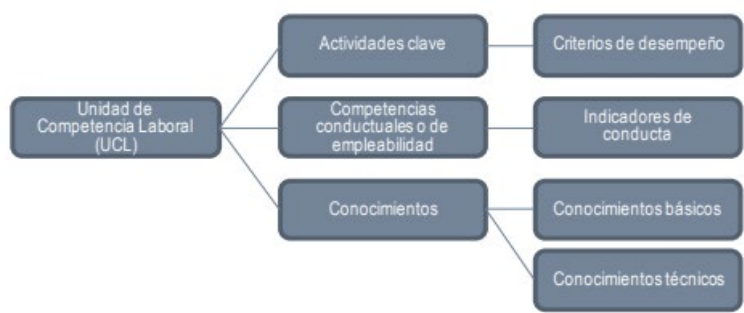 Actividades clave
Criterios de desempeño
Unidad de
Competencia Laboral
(UCL)
Competencias
conductuales o de
empleabilidad
Indicadores de
conducta
Conocimientos
Conocimientos básicos
Conocimientos técnicos